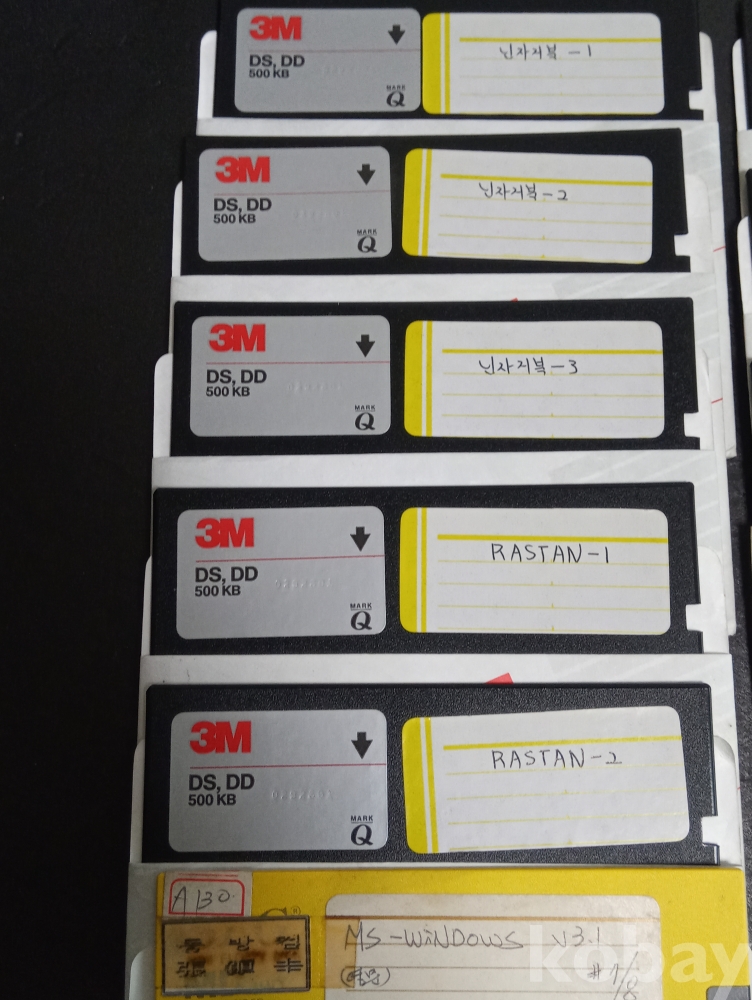 3M
DS, DD
500 KB
MARK
Q
닌자거북 - 1
3M
DS, DD
500 KB
MARK
Q
닌자거북 - 2
3M
DS, DD
500 KB
MARK
Q
닌자거북 - 3
3M
DS, DD
500 KB
MARK
Q
RASTAN-1
3M
DS, DD
500 KB
MARK
Q
RASTAN-2
A130
MS-WINDOWS V3.1
#1/8
kobay